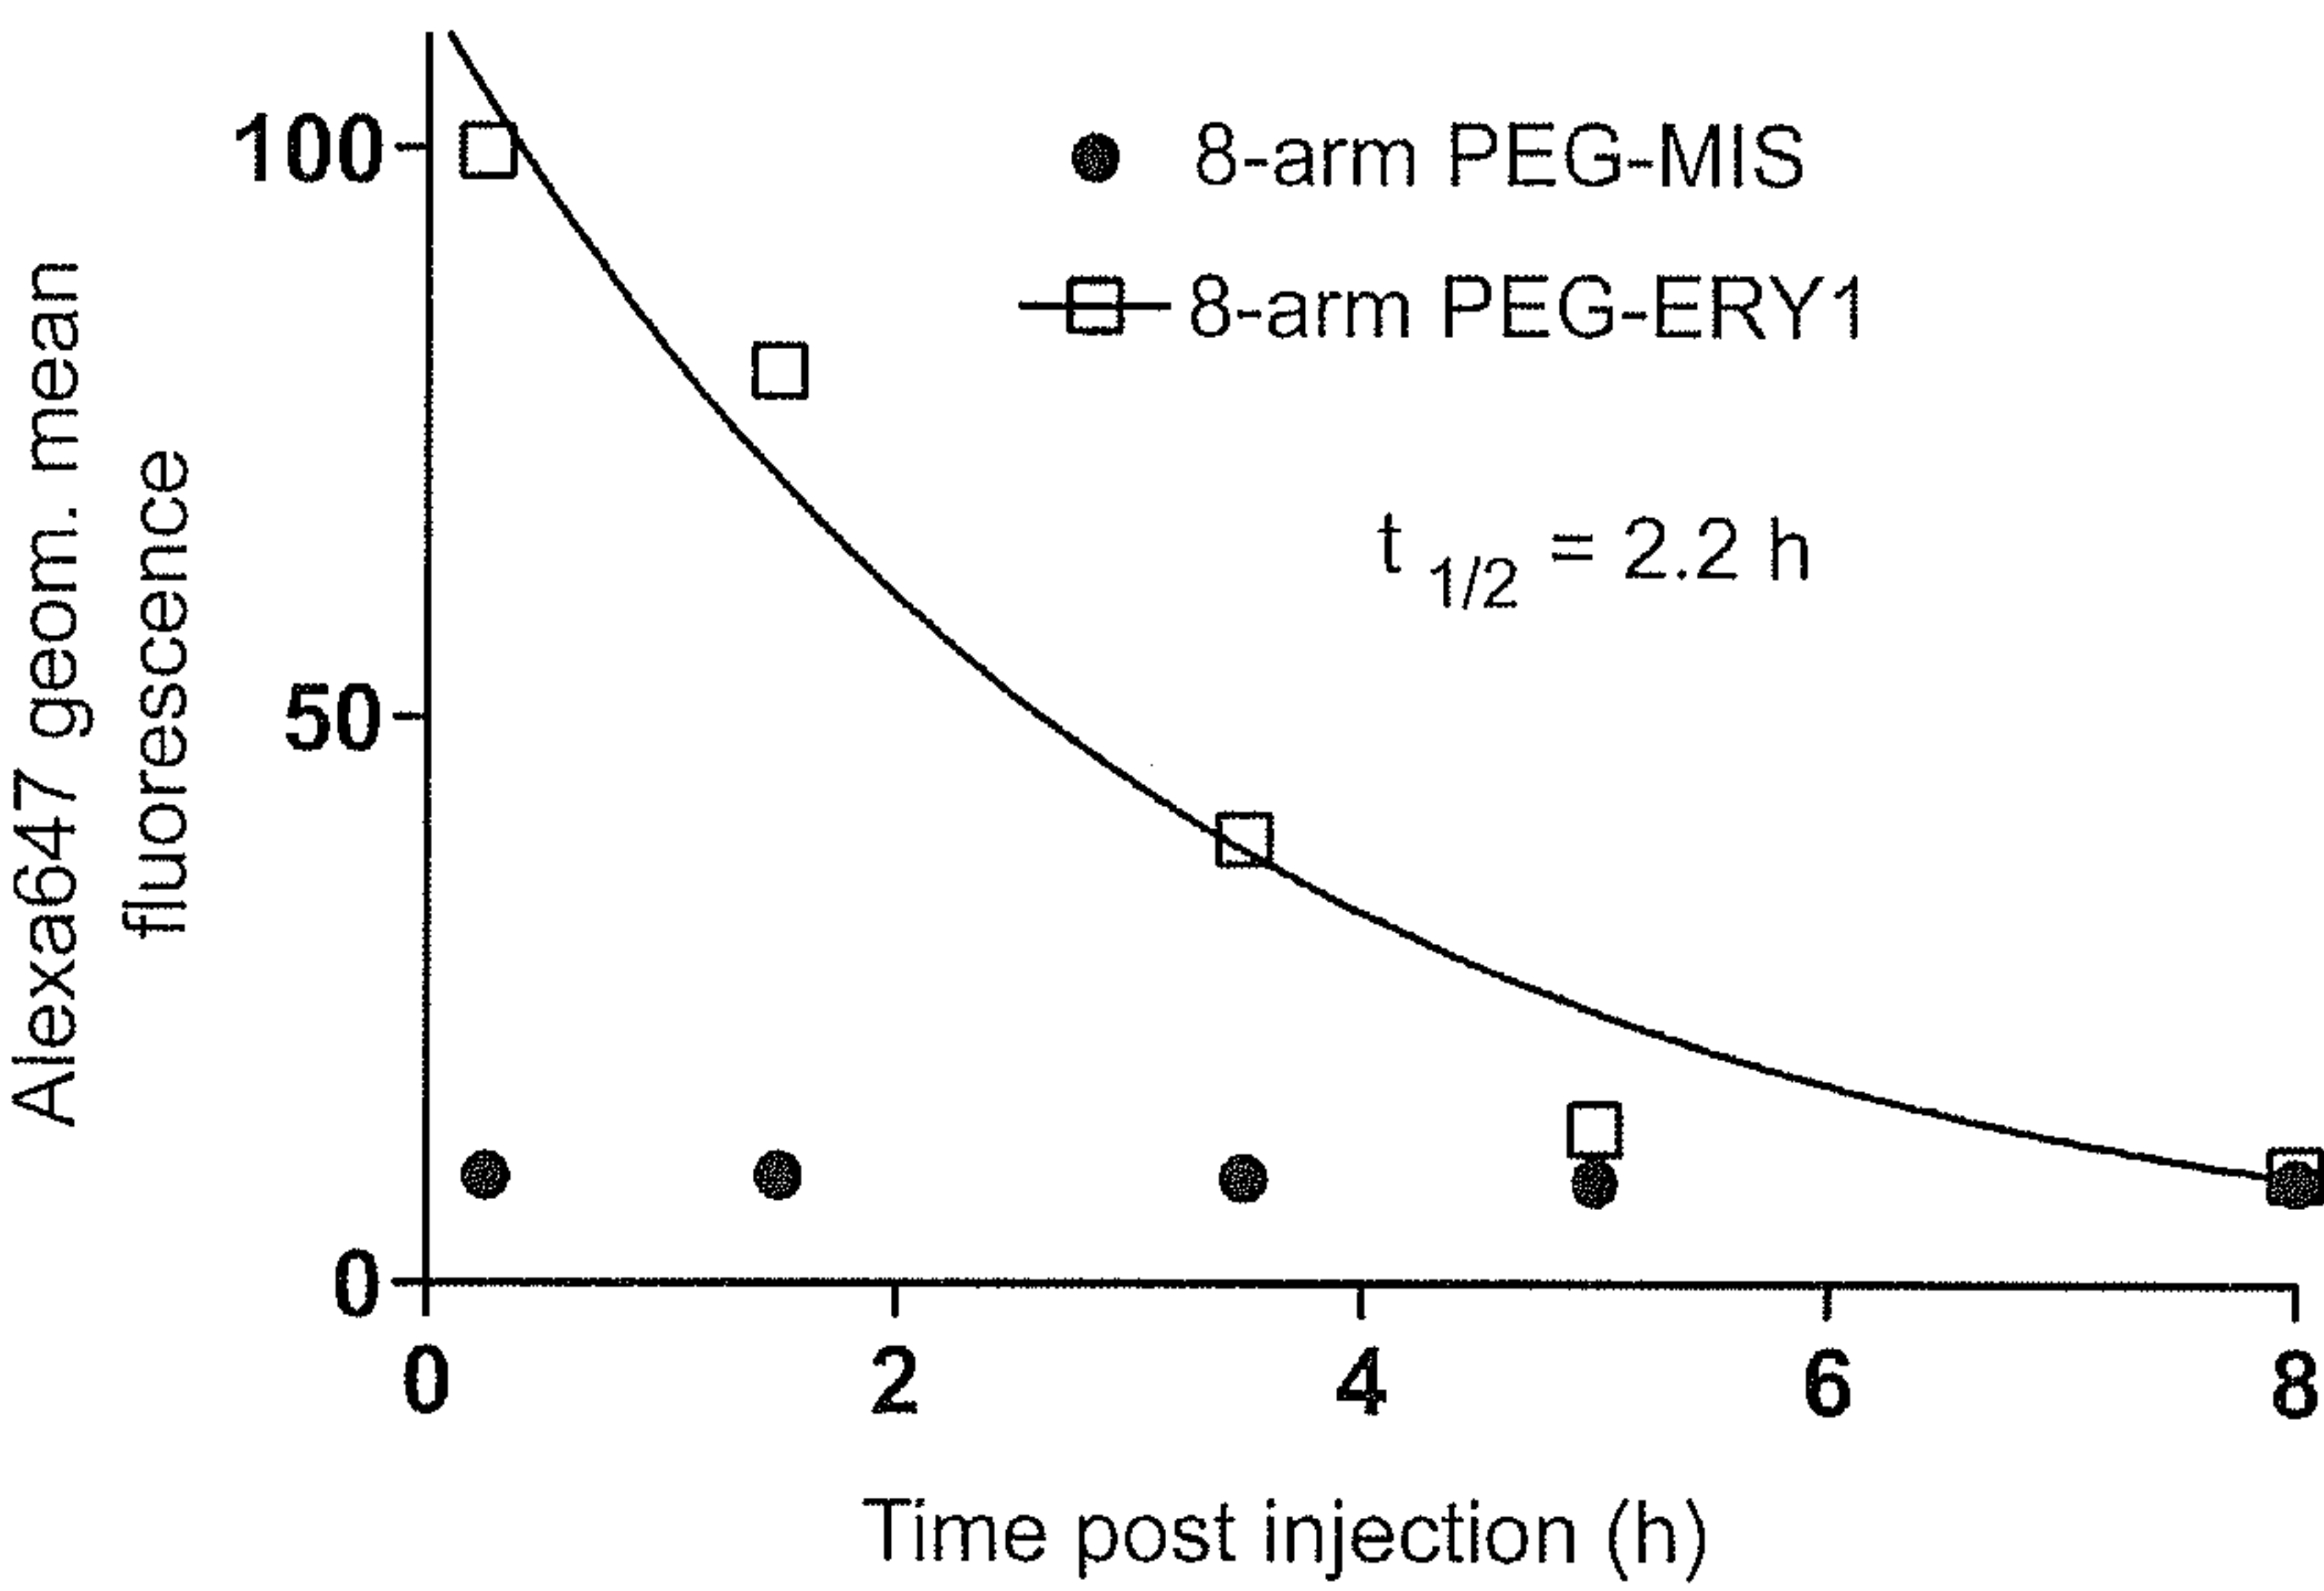 Alexa647 geom. mean
fluorescence
100
50
0
8-arm PEG-MIS
8-arm PEG-ERY1
t 1/2 = 2.2 h
0 2 4 6 8
Time post injection (h)